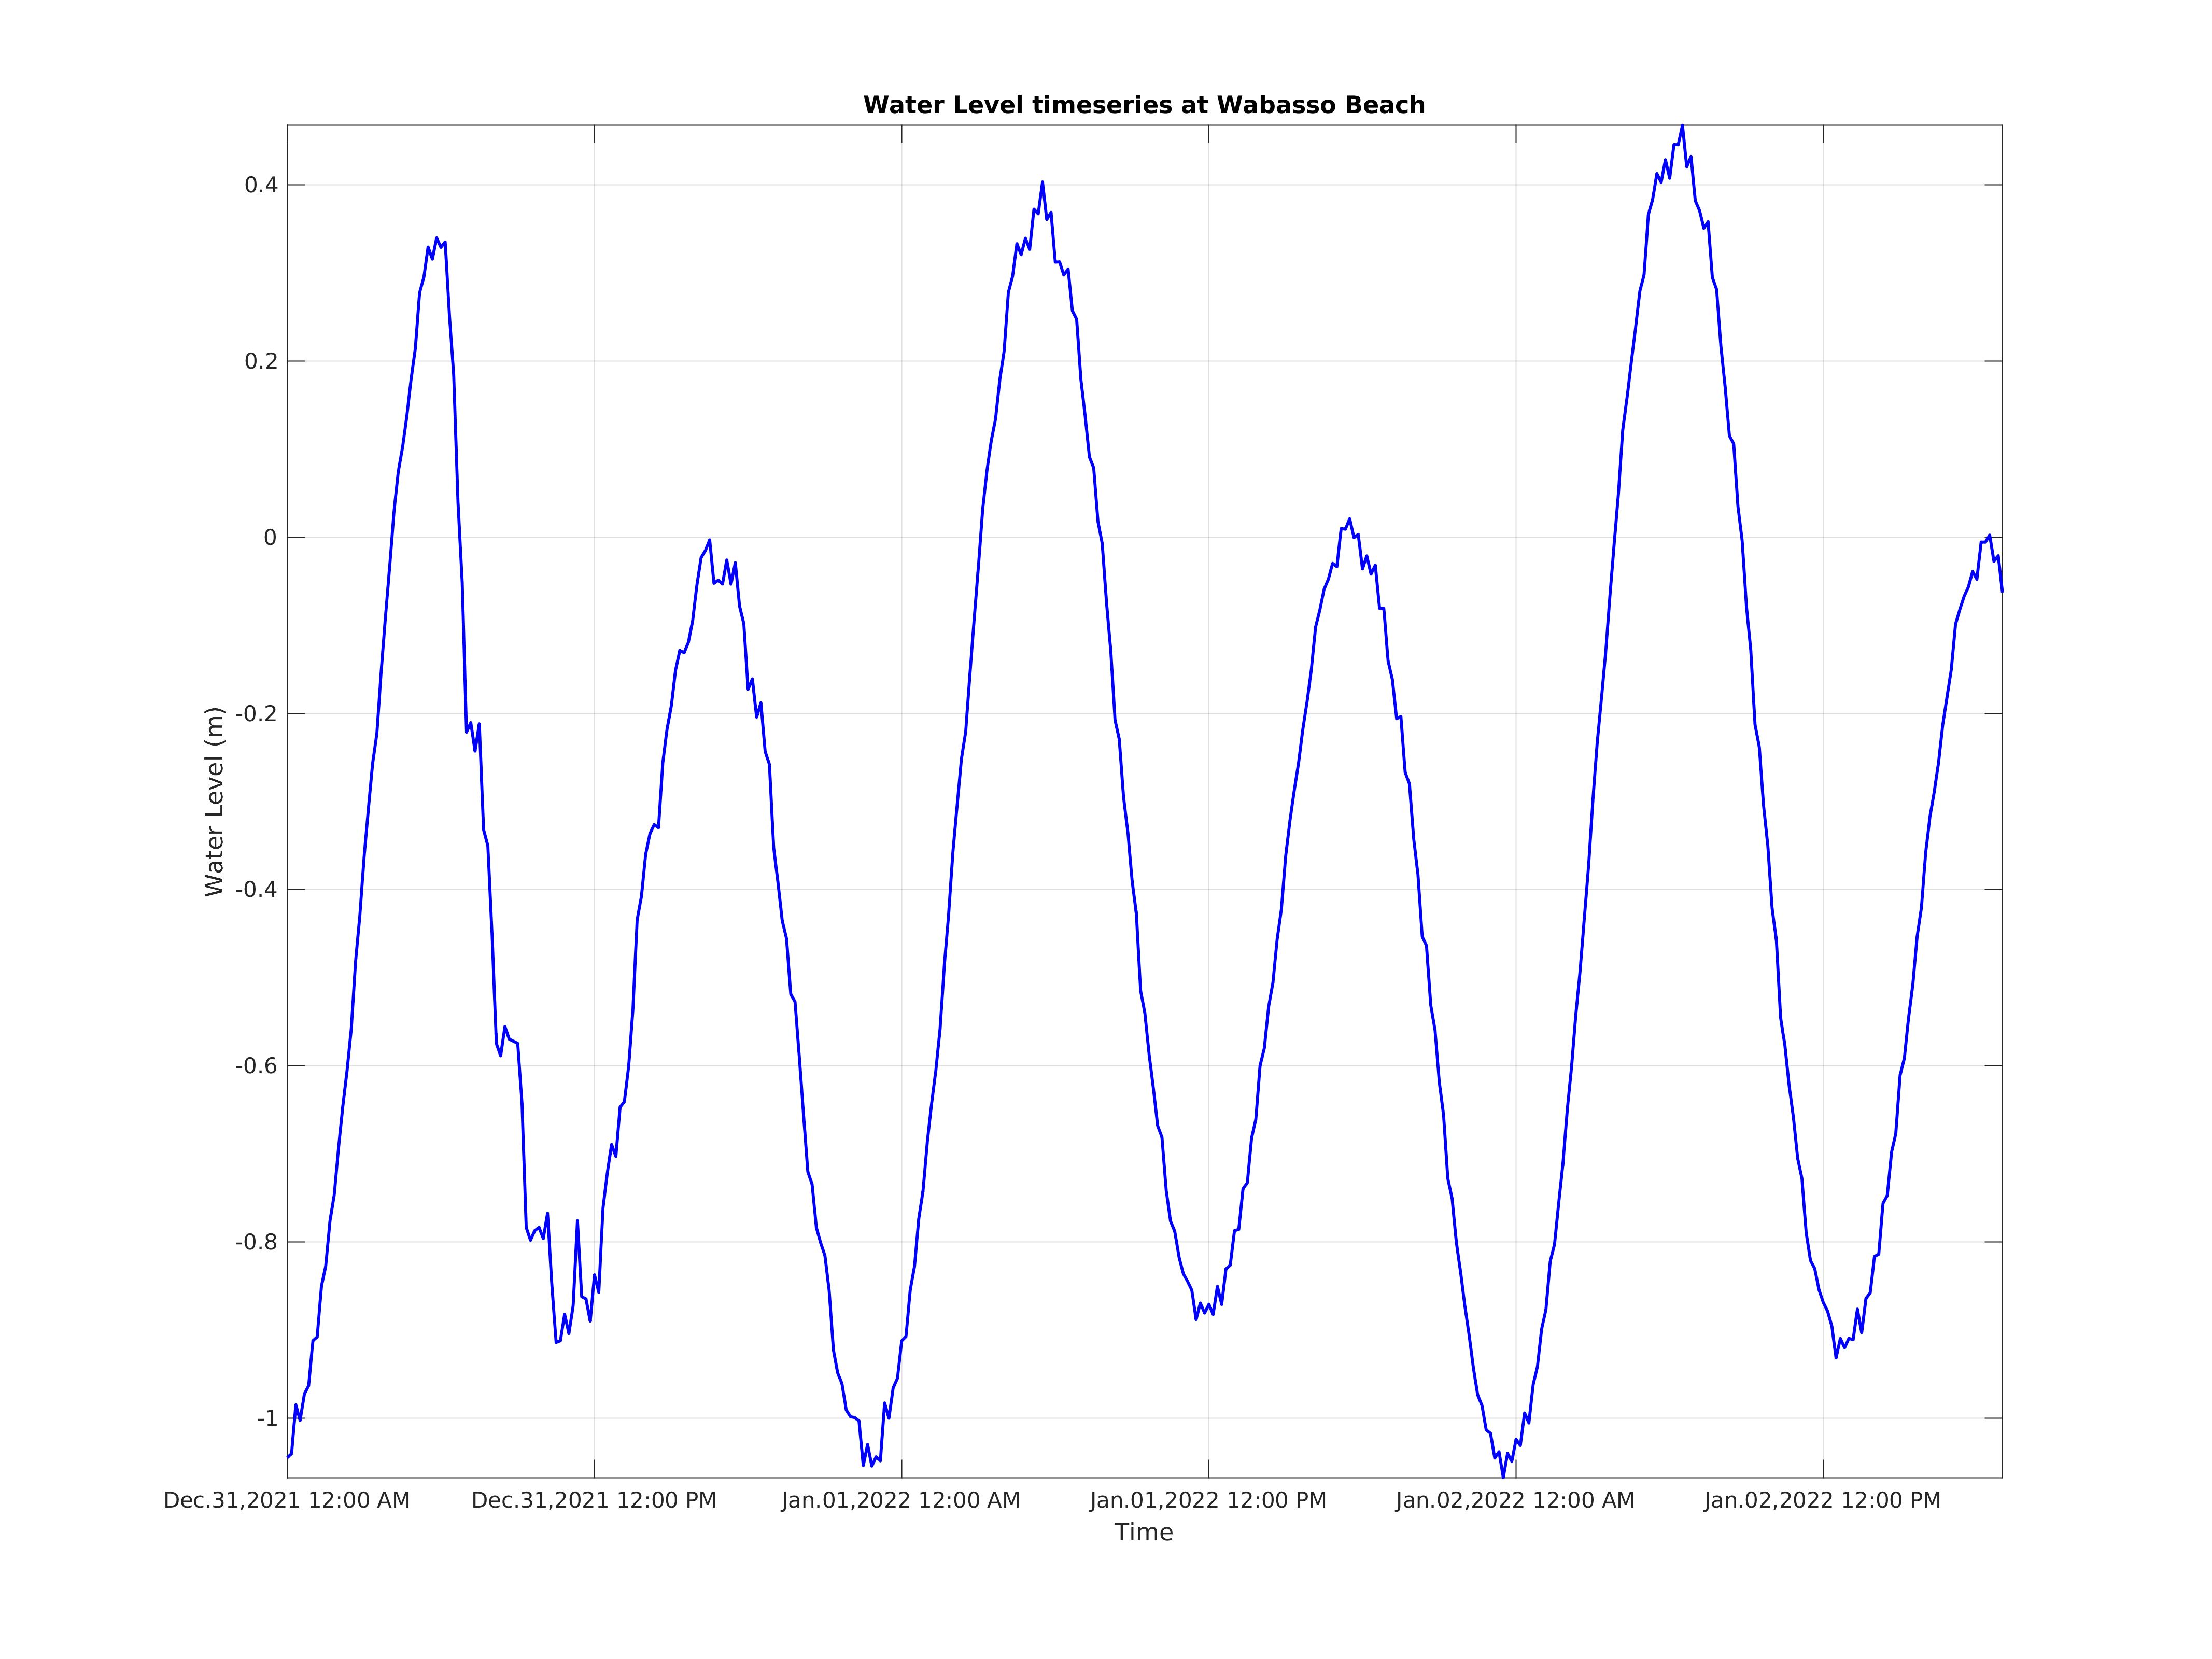 Water Level timeseries at Wabasso Beach
0.4
0.2
0
-0.2
-0.4
-0.6
-0.8
-1
Water Level (m)
Dec.31,2021 12:00 AM Dec.31,2021 12:00 PM Jan.01,2022 12:00 AM Jan.01,2022 12:00 PM Jan.02,2022 12:00 AM Jan.02,2022 12:00 PM
Time